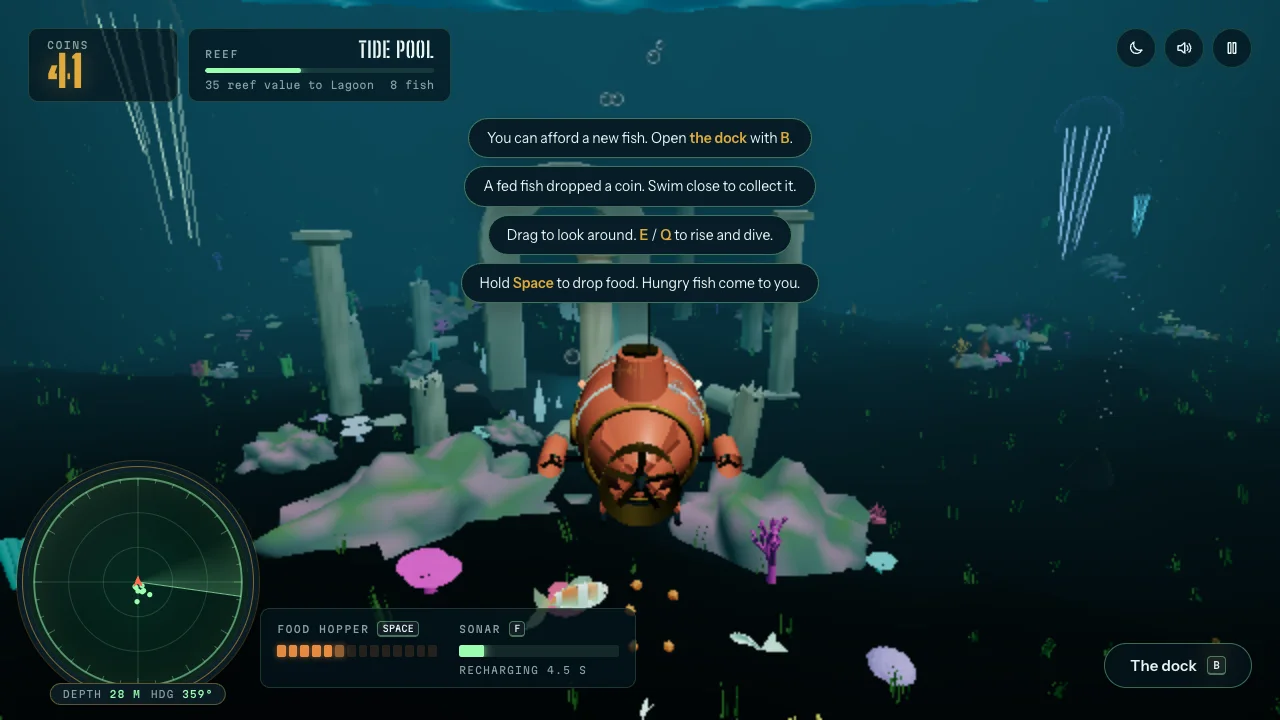 COINS
41
REEF TIDE POOL
35 reef value to Lagoon 8 fish
You can afford a new fish. Open the dock with B.
A fed fish dropped a coin. Swim close to collect it.
Drag to look around. E / Q to rise and dive.
Hold Space to drop food. Hungry fish come to you.
FOOD HOPPER SPACE
SONAR F
RECHARGING 4.5 S
DEPTH 28 M HDG 359°
The dock B